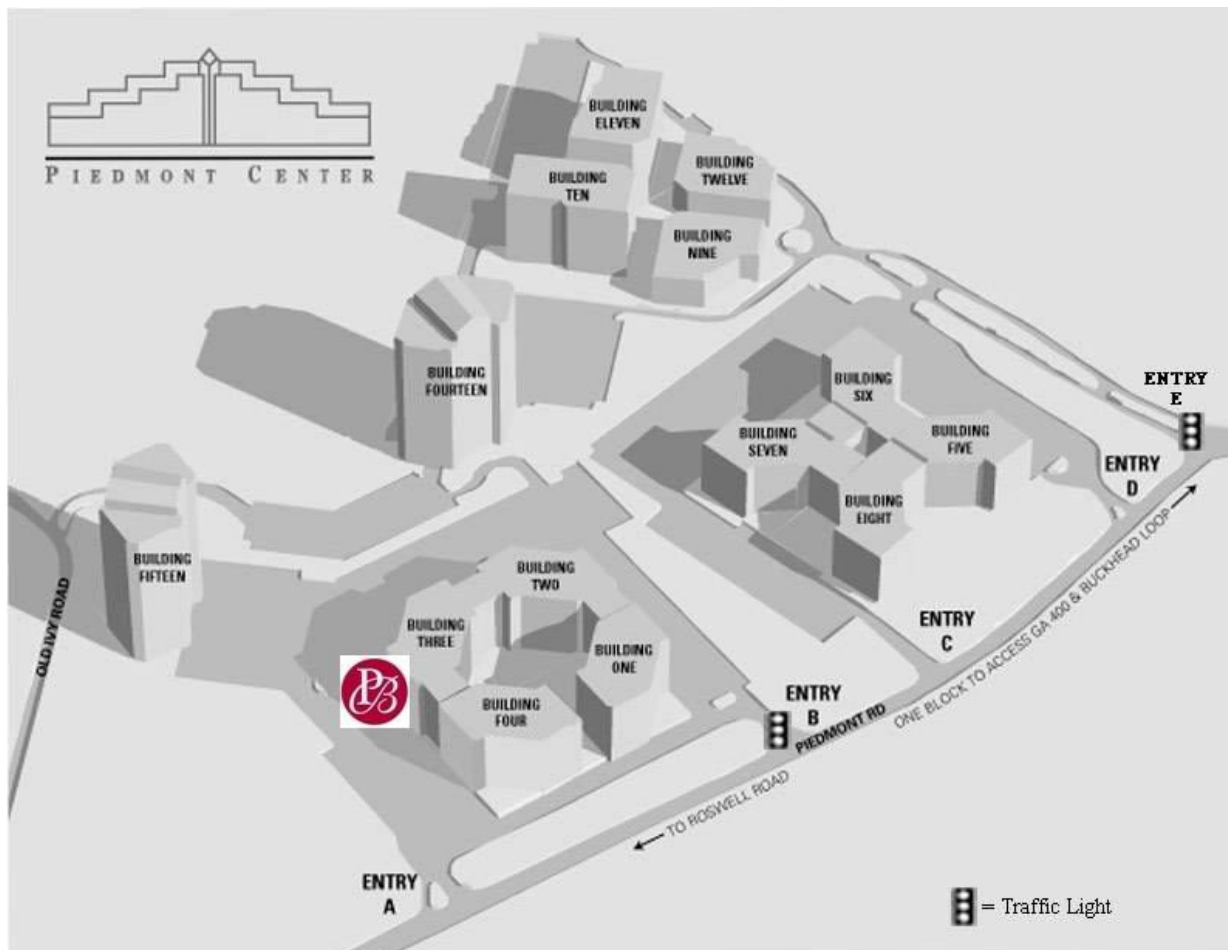 PIEDMONT CENTER
BUILDING
ELEVEN
BUILDING
TWELVE
BUILDING
TEN
BUILDING
NINE
BUILDING
FOURTEEN
BUILDING
SIX
BUILDING
FIVE
BUILDING
SEVEN
BUILDING
EIGHT
ENTRY
E
ENTRY
D
BUILDING
FIFTEEN
OLD IVY ROAD
BUILDING
TWO
BUILDING
THREE
BUILDING
ONE
BUILDING
FOUR
PB
ENTRY
C
ENTRY
B
PIEDMONT RD
ONE BLOCK TO ACCESS GA 400 & BUCKHEAD LOOP
TO ROSWELL ROAD
ENTRY
A
= Traffic Light